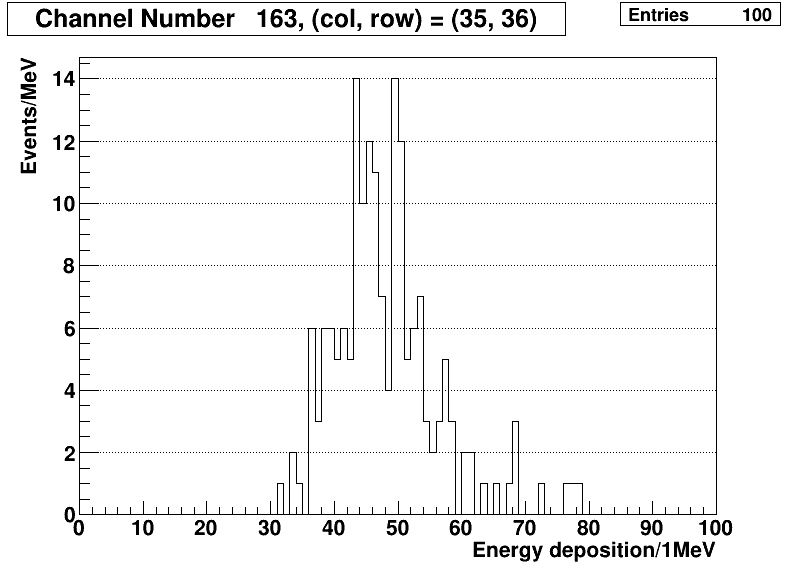 Channel Number 163, (col, row) = (35, 36)
Entries 100
Events/MeV
14
12
10
8
6
4
2
0
0 10 20 30 40 50 60 70 80 90 100
Energy deposition/1MeV